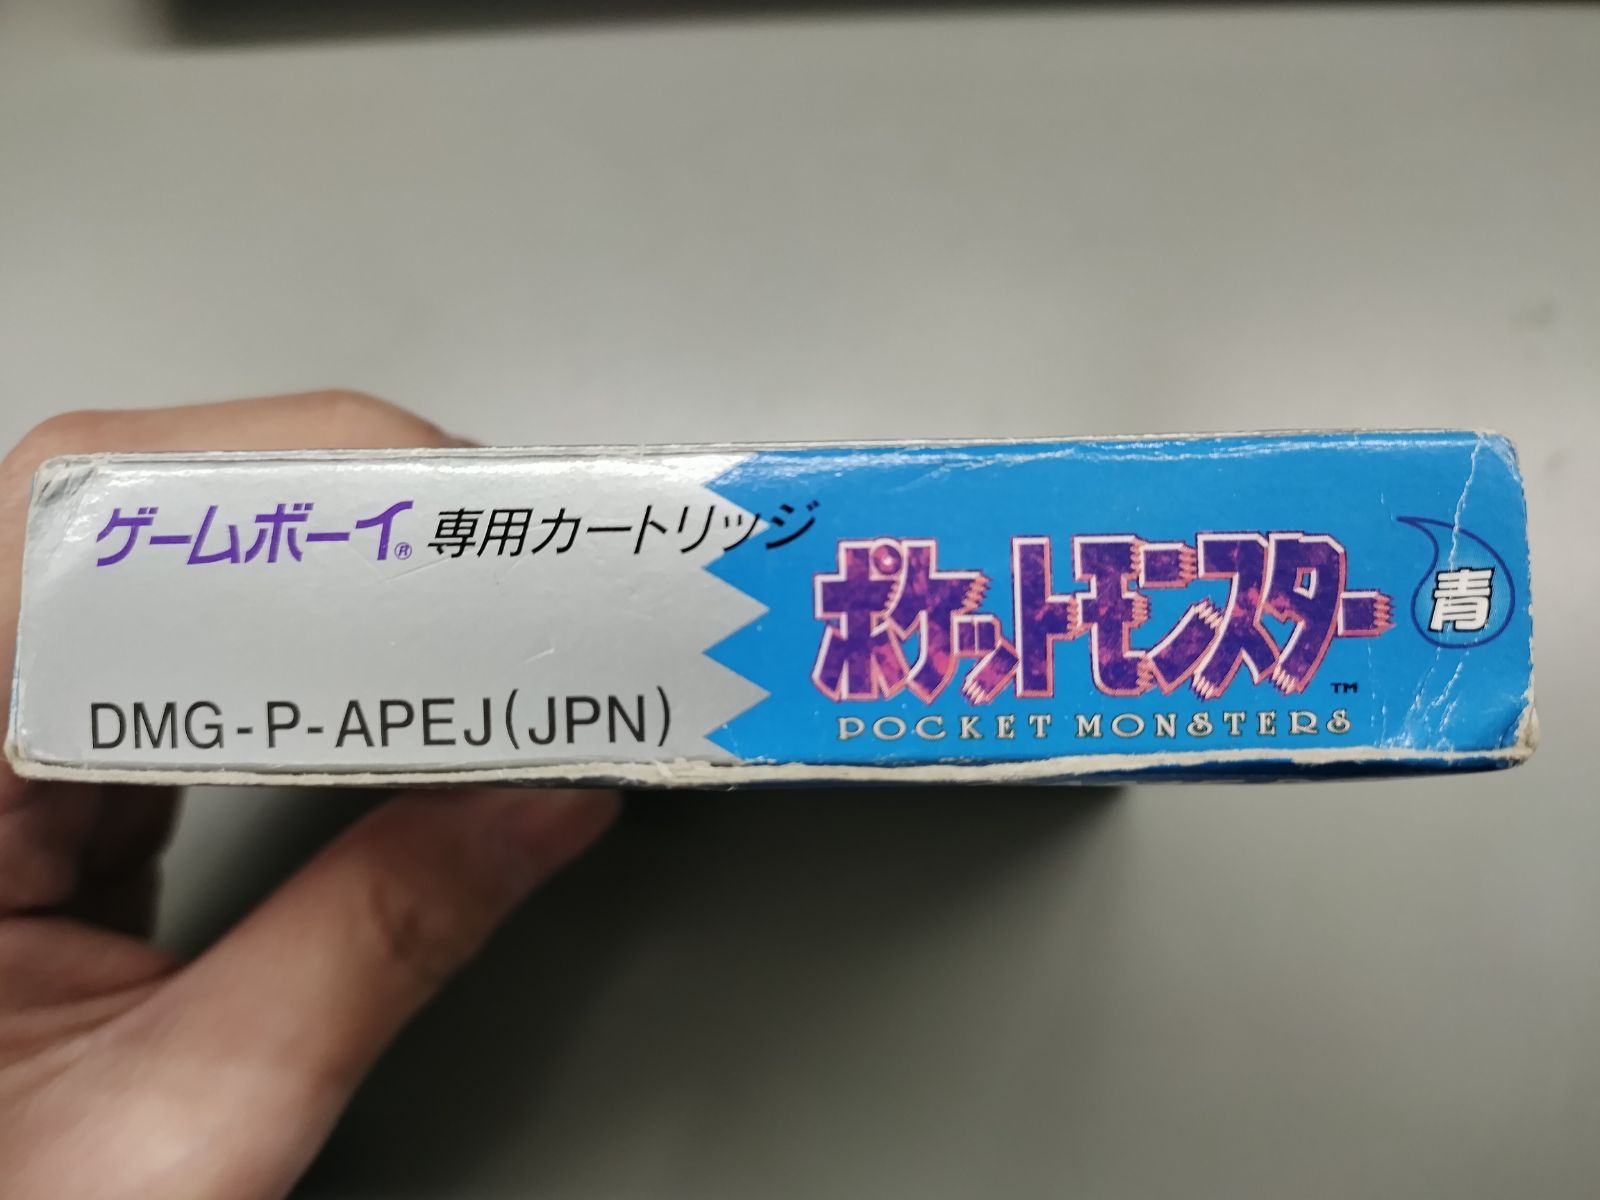 ゲームボーイ® 専用カートリッジ
DMG-P-APEJ(JPN)
ポケットモンスター 青
TM
POCKET MONSTERS